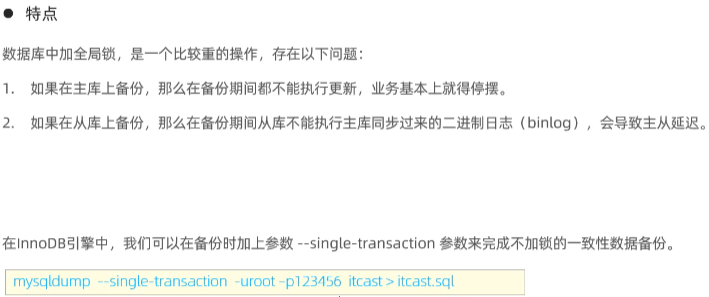 ● 特点
数据库中加全局锁，是一个比较重的操作，存在以下问题：
1. 如果在主库上备份，那么在备份期间都不能执行更新，业务基本上就得停摆。
2. 如果在从库上备份，那么在备份期间从库不能执行主库同步过来的二进制日志（binlog），会导致主从延迟。
在InnoDB引擎中，我们可以在备份时加上参数 --single-transaction 参数来完成不加锁的一致性数据备份。
mysqldump --single-transaction -uroot –p123456 itcast > itcast.sql